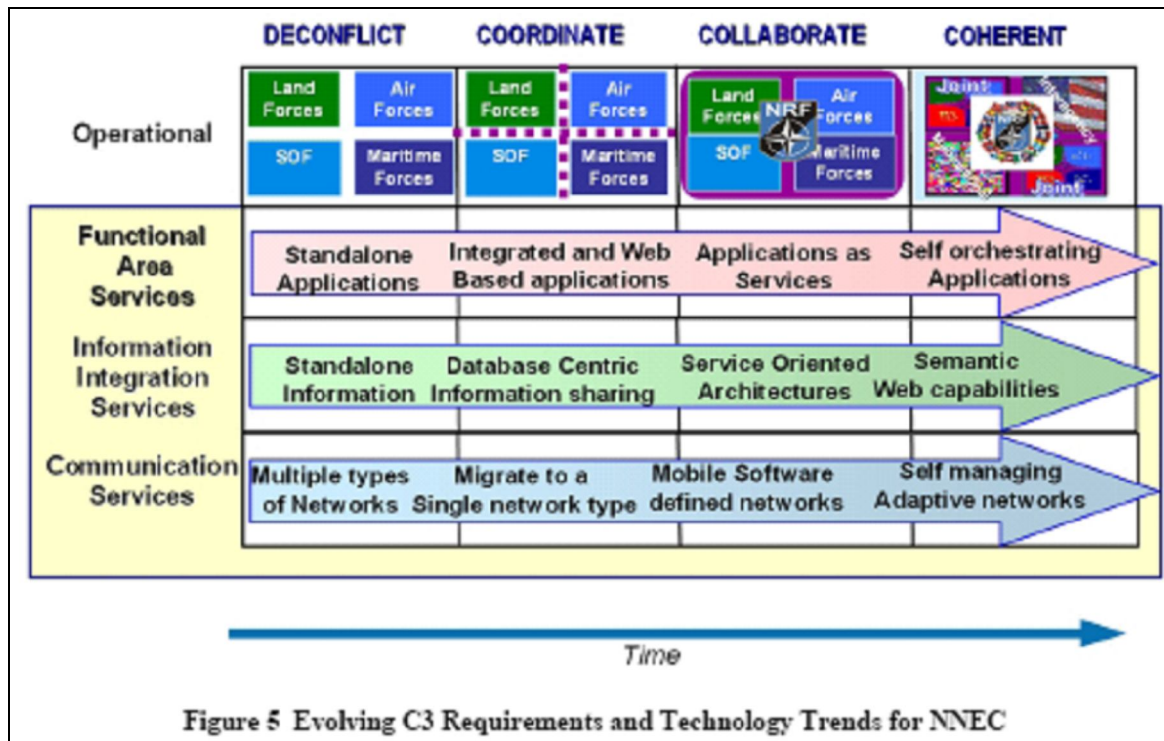 DECONFLICT COORDINATE COLLABORATE COHERENT
Operational
Land Forces
Air Forces
SOF
Maritime Forces
Land Forces
Air Forces
SOF
Maritime Forces
Land Forces
Air Forces
NRF
SOF
Maritime Forces
Joint
Joint
Functional
Area
Services
Standalone
Applications
Integrated and Web
Based applications
Applications as
Services
Self orchestrating
Applications
Information
Integration
Services
Standalone
Information
Database Centric
Information sharing
Service Oriented
Architectures
Semantic
Web capabilities
Communication
Services
Multiple types
of Networks
Migrate to a
Single network type
Mobile Software
defined networks
Self managing
Adaptive networks
Time
Figure 5 Evolving C3 Requirements and Technology Trends for NNEC